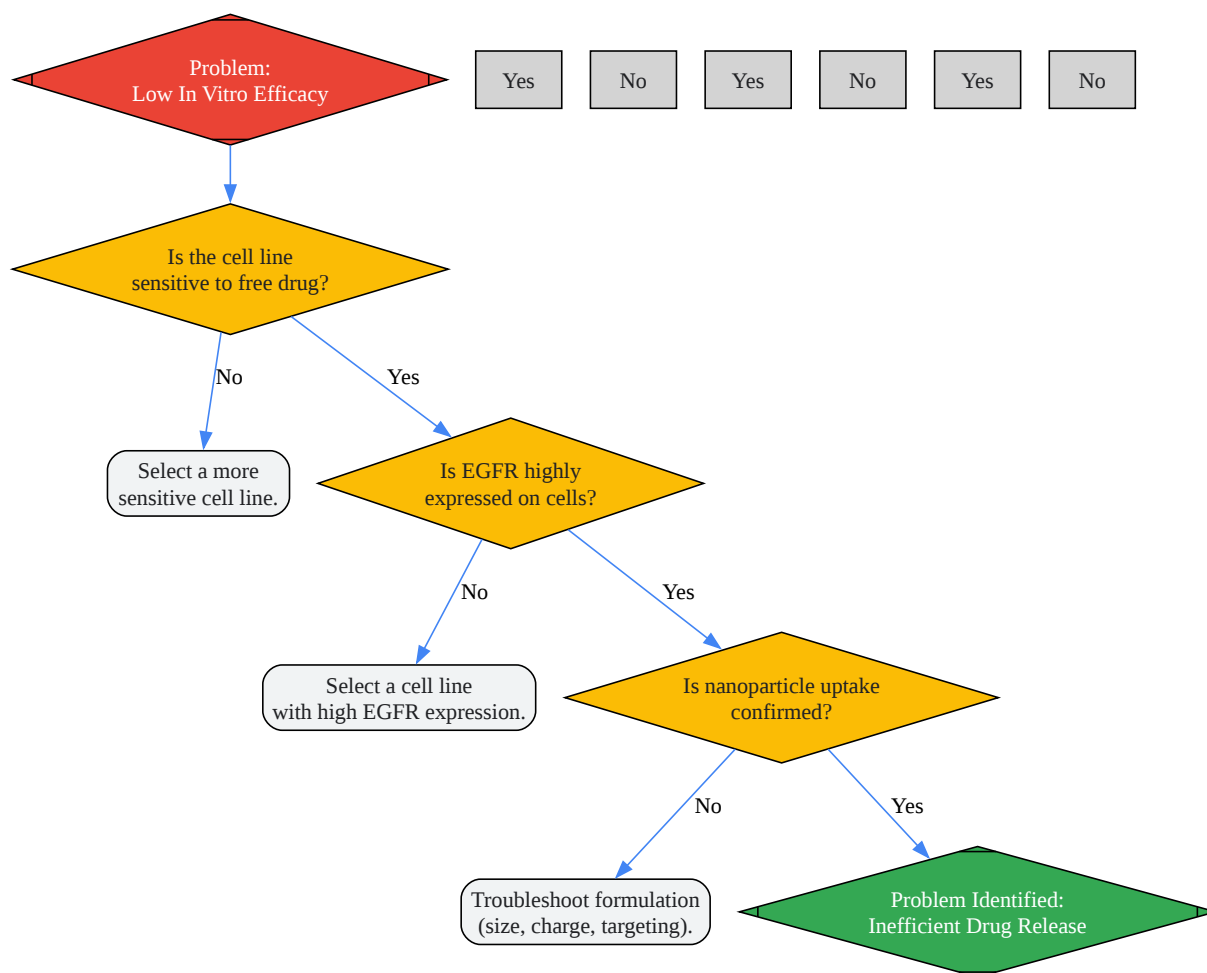 Problem:
Low In Vitro Efficacy
Yes
No
Yes
No
Yes
No
Is the cell line
sensitive to free drug?
No
Yes
Select a more
sensitive cell line.
Is EGFR highly
expressed on cells?
No
Yes
Select a cell line
with high EGFR expression.
Is nanoparticle uptake
confirmed?
No
Yes
Troubleshoot formulation
(size, charge, targeting).
Problem Identified:
Inefficient Drug Release